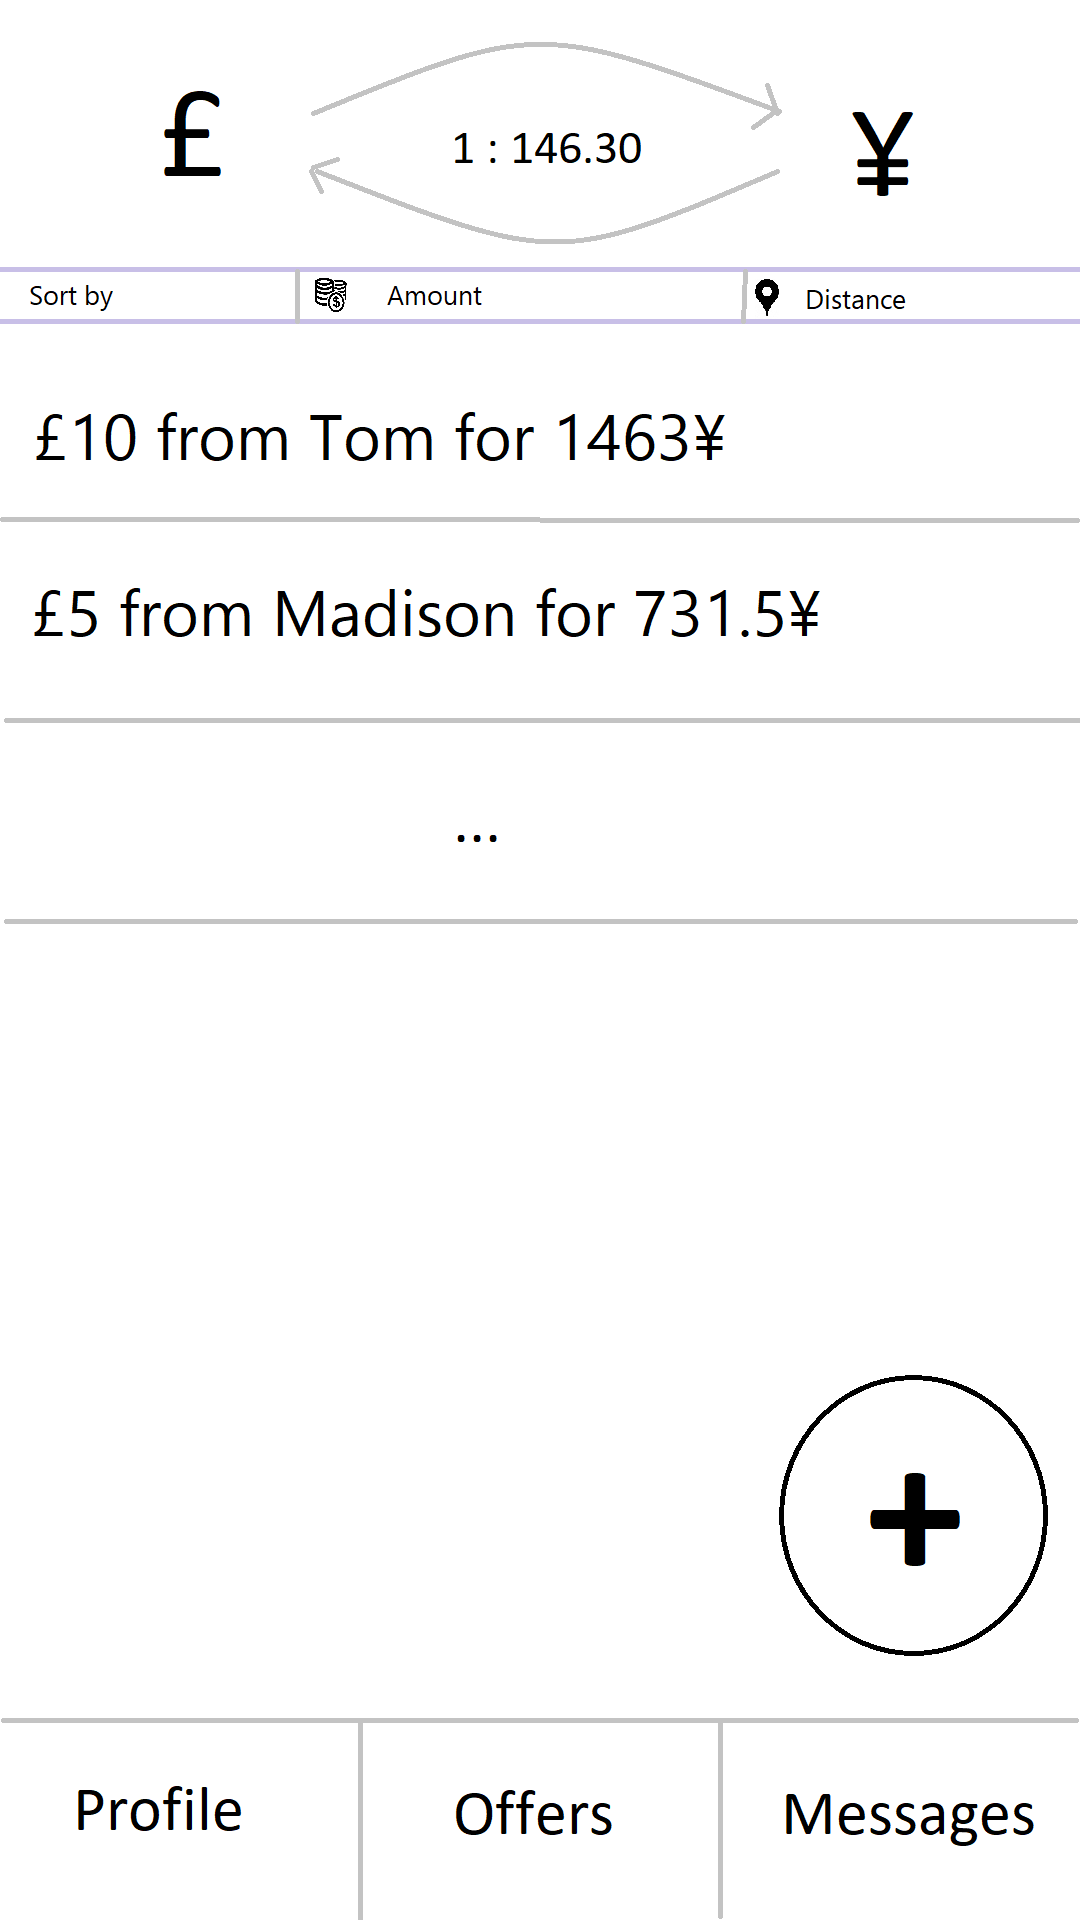 £ 1 : 146.30 ¥
Sort by Amount Distance
£10 from Tom for 1463¥
£5 from Madison for 731.5¥
...
+
Profile Offers Messages